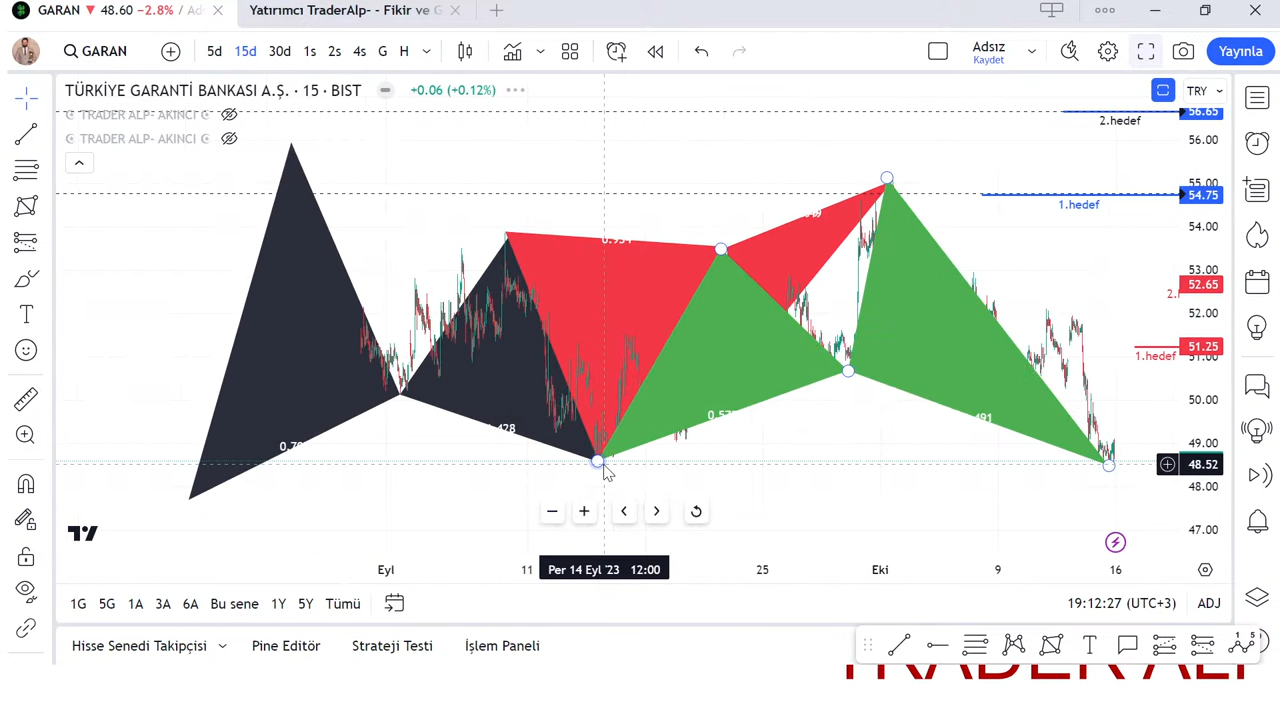 GARAN ▼ 48.60 −2.8% / Ad
Yatırımcı TraderAlp- - Fikir ve G
GARAN
5d 15d 30d 1s 2s 4s G H
Adsız
Kaydet
Yayınla
TÜRKİYE GARANTİ BANKASI A.Ş. · 15 · BIST
+0.06 (+0.12%)
TRY
TRADER ALP- AKINCI
TRADER ALP- AKINCI
56.65
2.hedef
56.00
55.00
54.75
1.hedef
54.00
53.00
52.65
52.00
51.25
1.hedef
51.00
50.00
49.00
48.52
48.00
47.00
Eyl 11 Per 14 Eyl '23 12:00 25 Eki 9 16
1G 5G 1A 3A 6A Bu sene 1Y 5Y Tümü
19:12:27 (UTC+3) ADJ
Hisse Senedi Takipçisi Pine Editör Strateji Testi İşlem Paneli